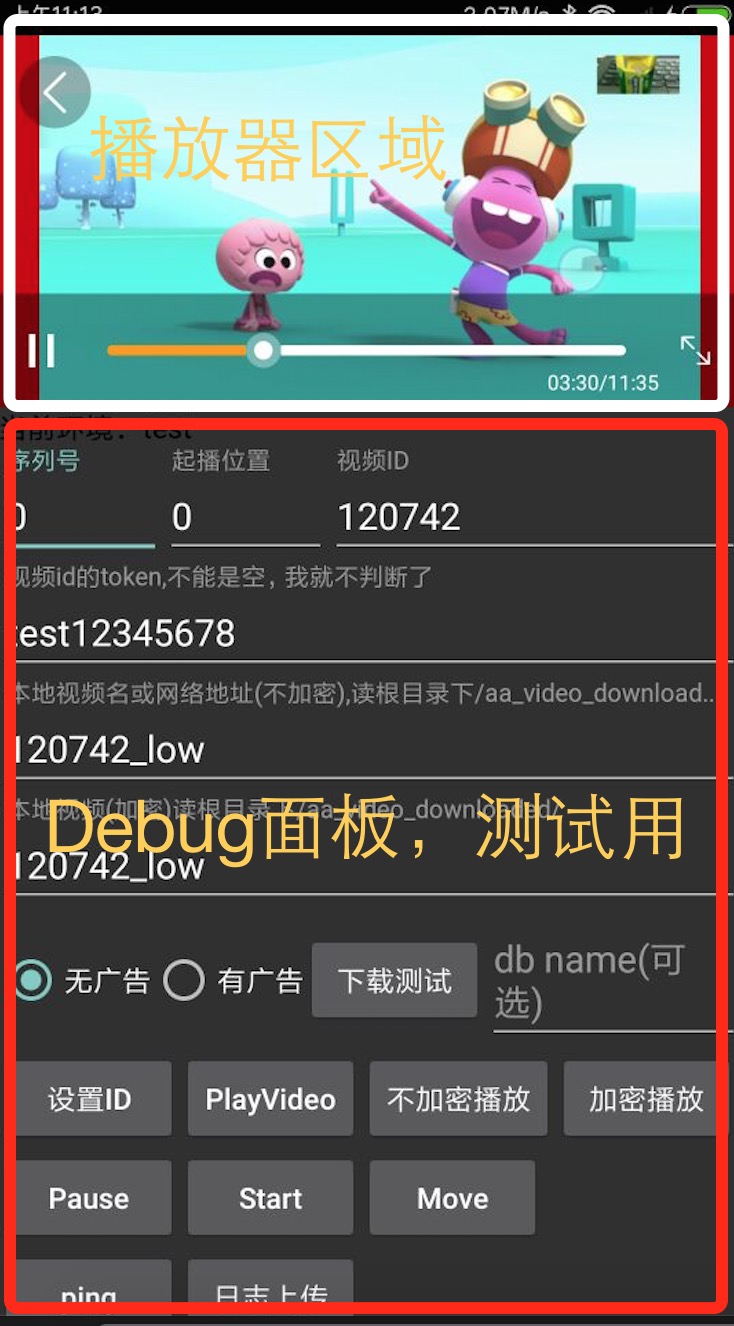 上午11:13
播放器区域
03:30/11:35
当前环境：test
序列号 起播位置 视频ID
0 0 120742
视频id的token,不能是空，我就不判断了
test12345678
本地视频名或网络地址(不加密),读根目录下/aa_video_download..
120742_low
本地视频(加密)读根目录下/aa_video_downloaded/
Debug面板，测试用
120742_low
无广告 有广告 下载测试 db name(可
选)
设置ID PlayVideo 不加密播放 加密播放
Pause Start Move
ping 日志上传